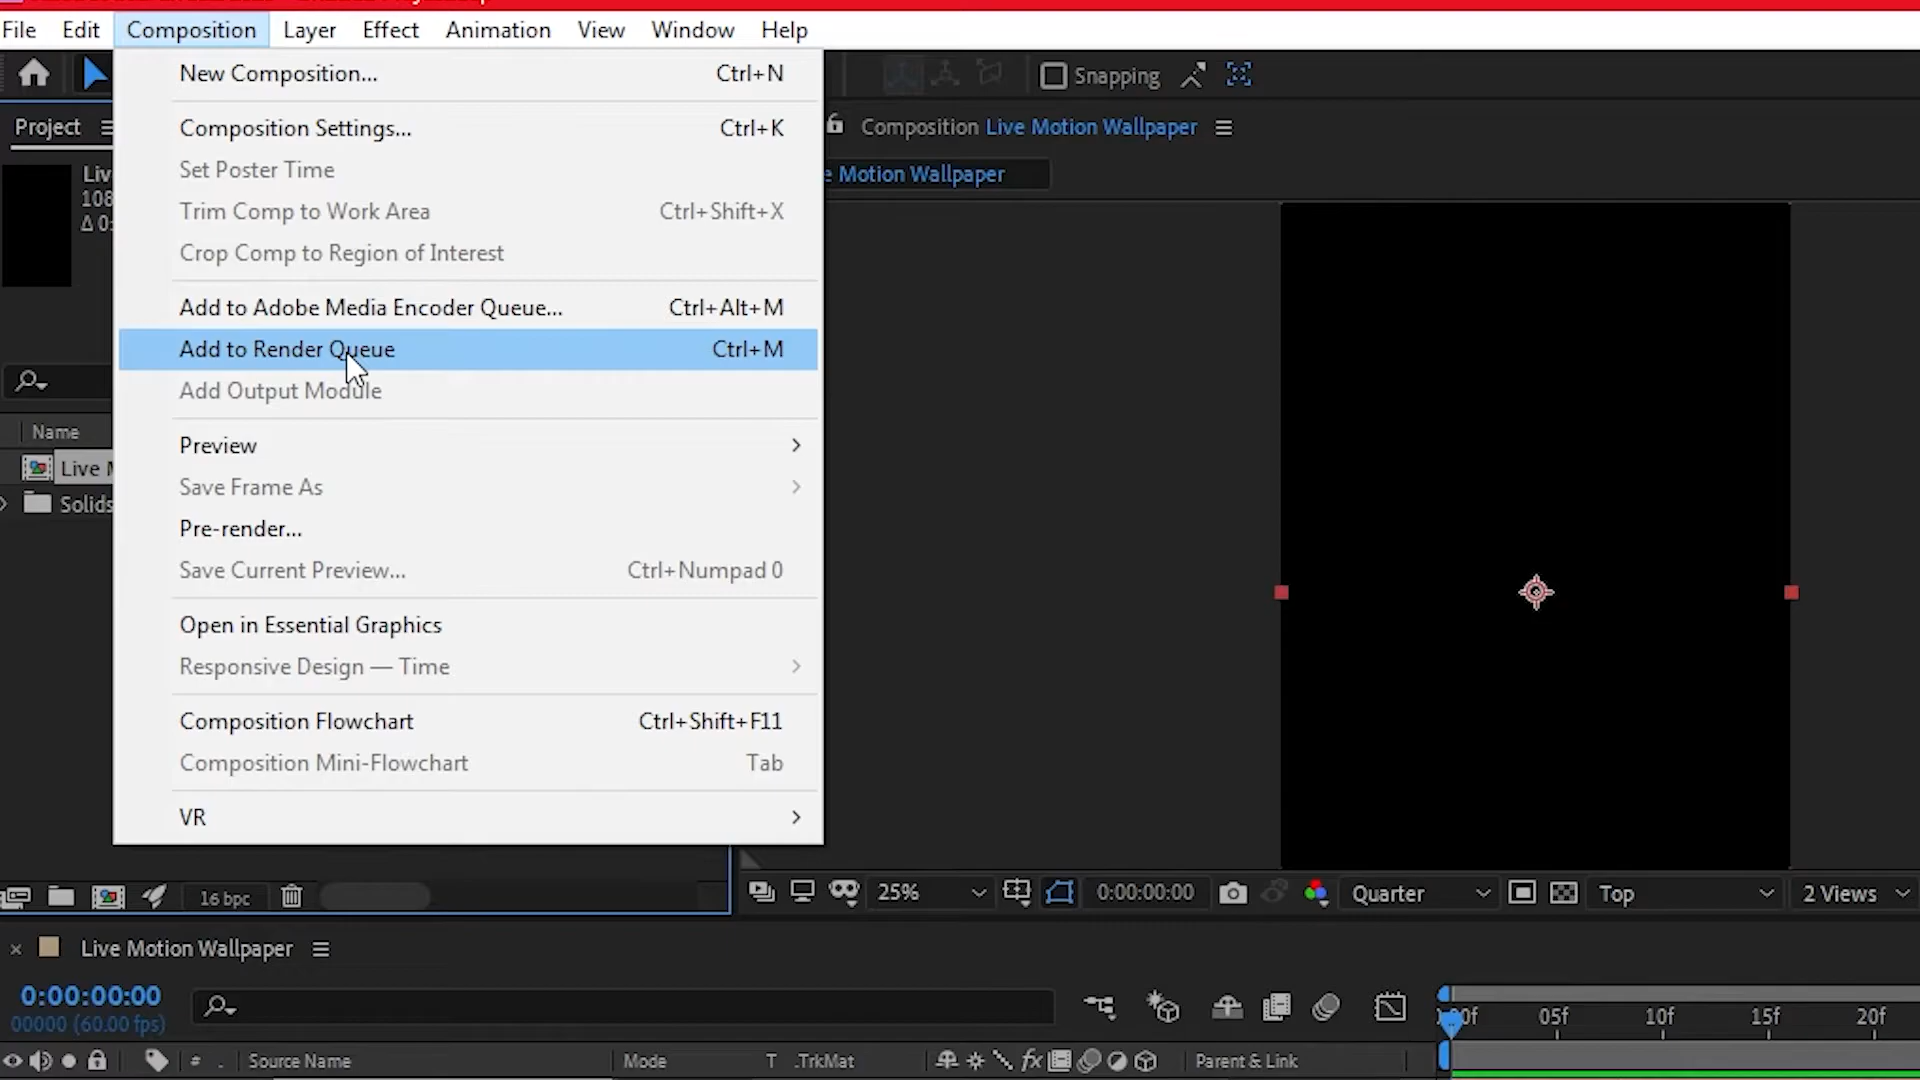 File Edit Composition Layer Effect Animation View Window Help
New Composition... Ctrl+N
Composition Settings... Ctrl+K
Set Poster Time
Trim Comp to Work Area Ctrl+Shift+X
Crop Comp to Region of Interest
Add to Adobe Media Encoder Queue... Ctrl+Alt+M
Add to Render Queue Ctrl+M
Add Output Module
Preview
Save Frame As
Pre-render...
Save Current Preview... Ctrl+Numpad 0
Open in Essential Graphics
Responsive Design — Time
Composition Flowchart Ctrl+Shift+F11
Composition Mini-Flowchart Tab
VR
Snapping
Project
Composition Live Motion Wallpaper
Motion Wallpaper
Name
Live
Solids
16 bpc
25% 0:00:00:00 Quarter Top 2 Views
Live Motion Wallpaper
0:00:00:00
00000 (60.00 fps)
05f 10f 15f 20f
# . Source Name Mode T .TrkMat fx Parent & Link